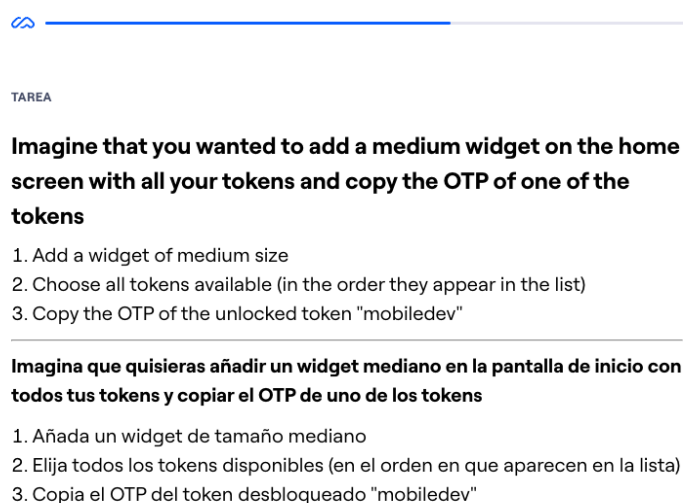 TAREA
Imagine that you wanted to add a medium widget on the home
screen with all your tokens and copy the OTP of one of the
tokens
1. Add a widget of medium size
2. Choose all tokens available (in the order they appear in the list)
3. Copy the OTP of the unlocked token "mobiledev"
Imagina que quisieras añadir un widget mediano en la pantalla de inicio con
todos tus tokens y copiar el OTP de uno de los tokens
1. Añada un widget de tamaño mediano
2. Elija todos los tokens disponibles (en el orden en que aparecen en la lista)
3. Copia el OTP del token desbloqueado "mobiledev"